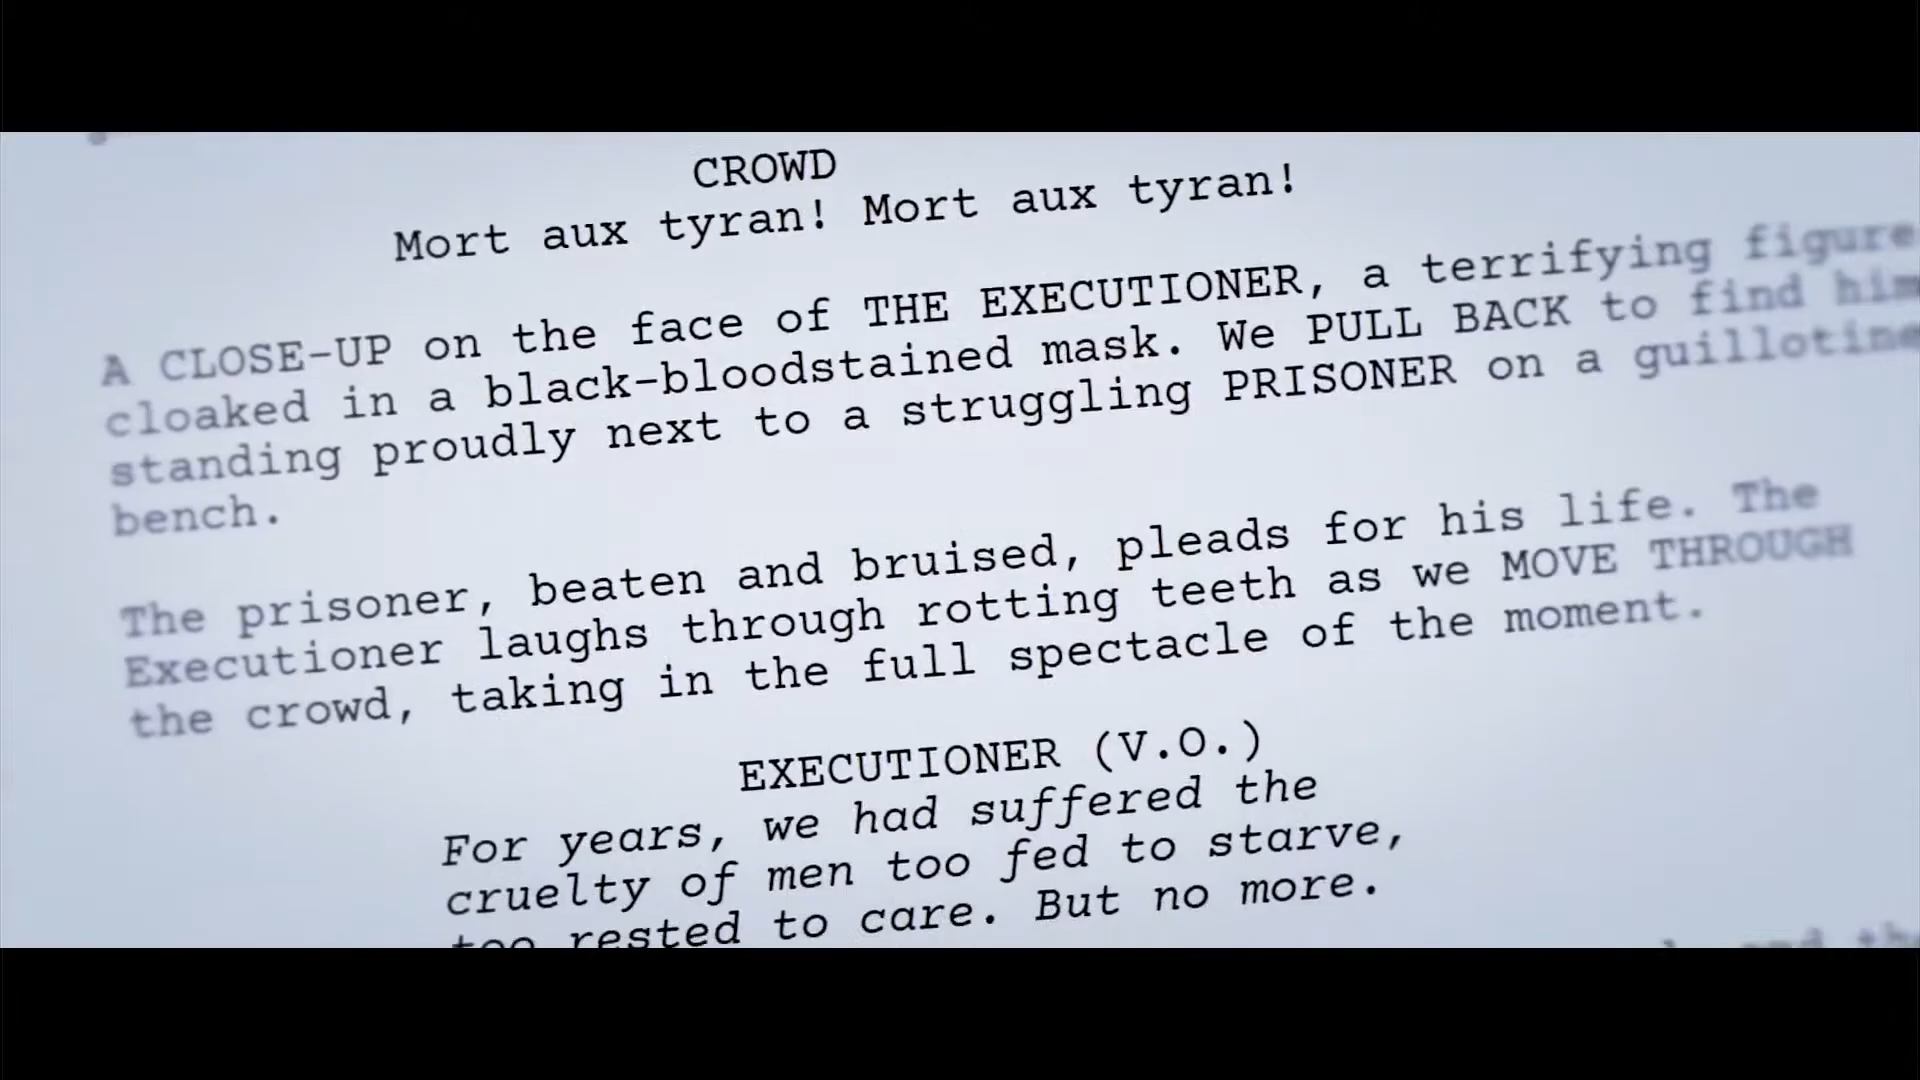 CROWD
Mort aux tyran! Mort aux tyran!
A CLOSE-UP on the face of THE EXECUTIONER, a terrifying figure
cloaked in a black-bloodstained mask. We PULL BACK to find him
standing proudly next to a struggling PRISONER on a guillotine
bench.
The prisoner, beaten and bruised, pleads for his life. The
Executioner laughs through rotting teeth as we MOVE THROUGH
the crowd, taking in the full spectacle of the moment.
EXECUTIONER (V.O.)
For years, we had suffered the
cruelty of men too fed to starve,
too rested to care. But no more.